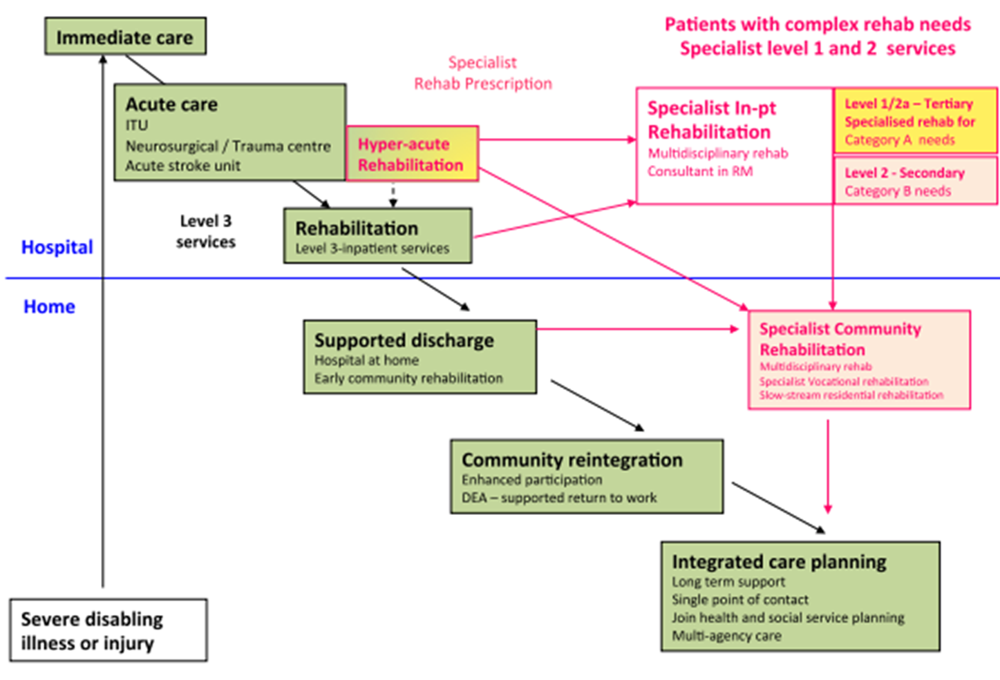 Immediate care
Patients with complex rehab needs
Specialist level 1 and 2 services
Specialist
Rehab Prescription
Acute care
ITU
Neurosurgical / Trauma centre
Acute stroke unit
Hyper-acute
Rehabilitation
Specialist In-pt
Rehabilitation
Multidisciplinary rehab
Consultant in RM
Level 1/2a – Tertiary
Specialised rehab for
Category A needs
Level 2 - Secondary
Category B needs
Level 3
services
Rehabilitation
Level 3-inpatient services
Hospital
Home
Supported discharge
Hospital at home
Early community rehabilitation
Specialist Community
Rehabilitation
Multidisciplinary rehab
Specialist Vocational rehabilitation
Slow-stream residential rehabilitation
Community reintegration
Enhanced participation
DEA – supported return to work
Integrated care planning
Long term support
Single point of contact
Join health and social service planning
Multi-agency care
Severe disabling
illness or injury